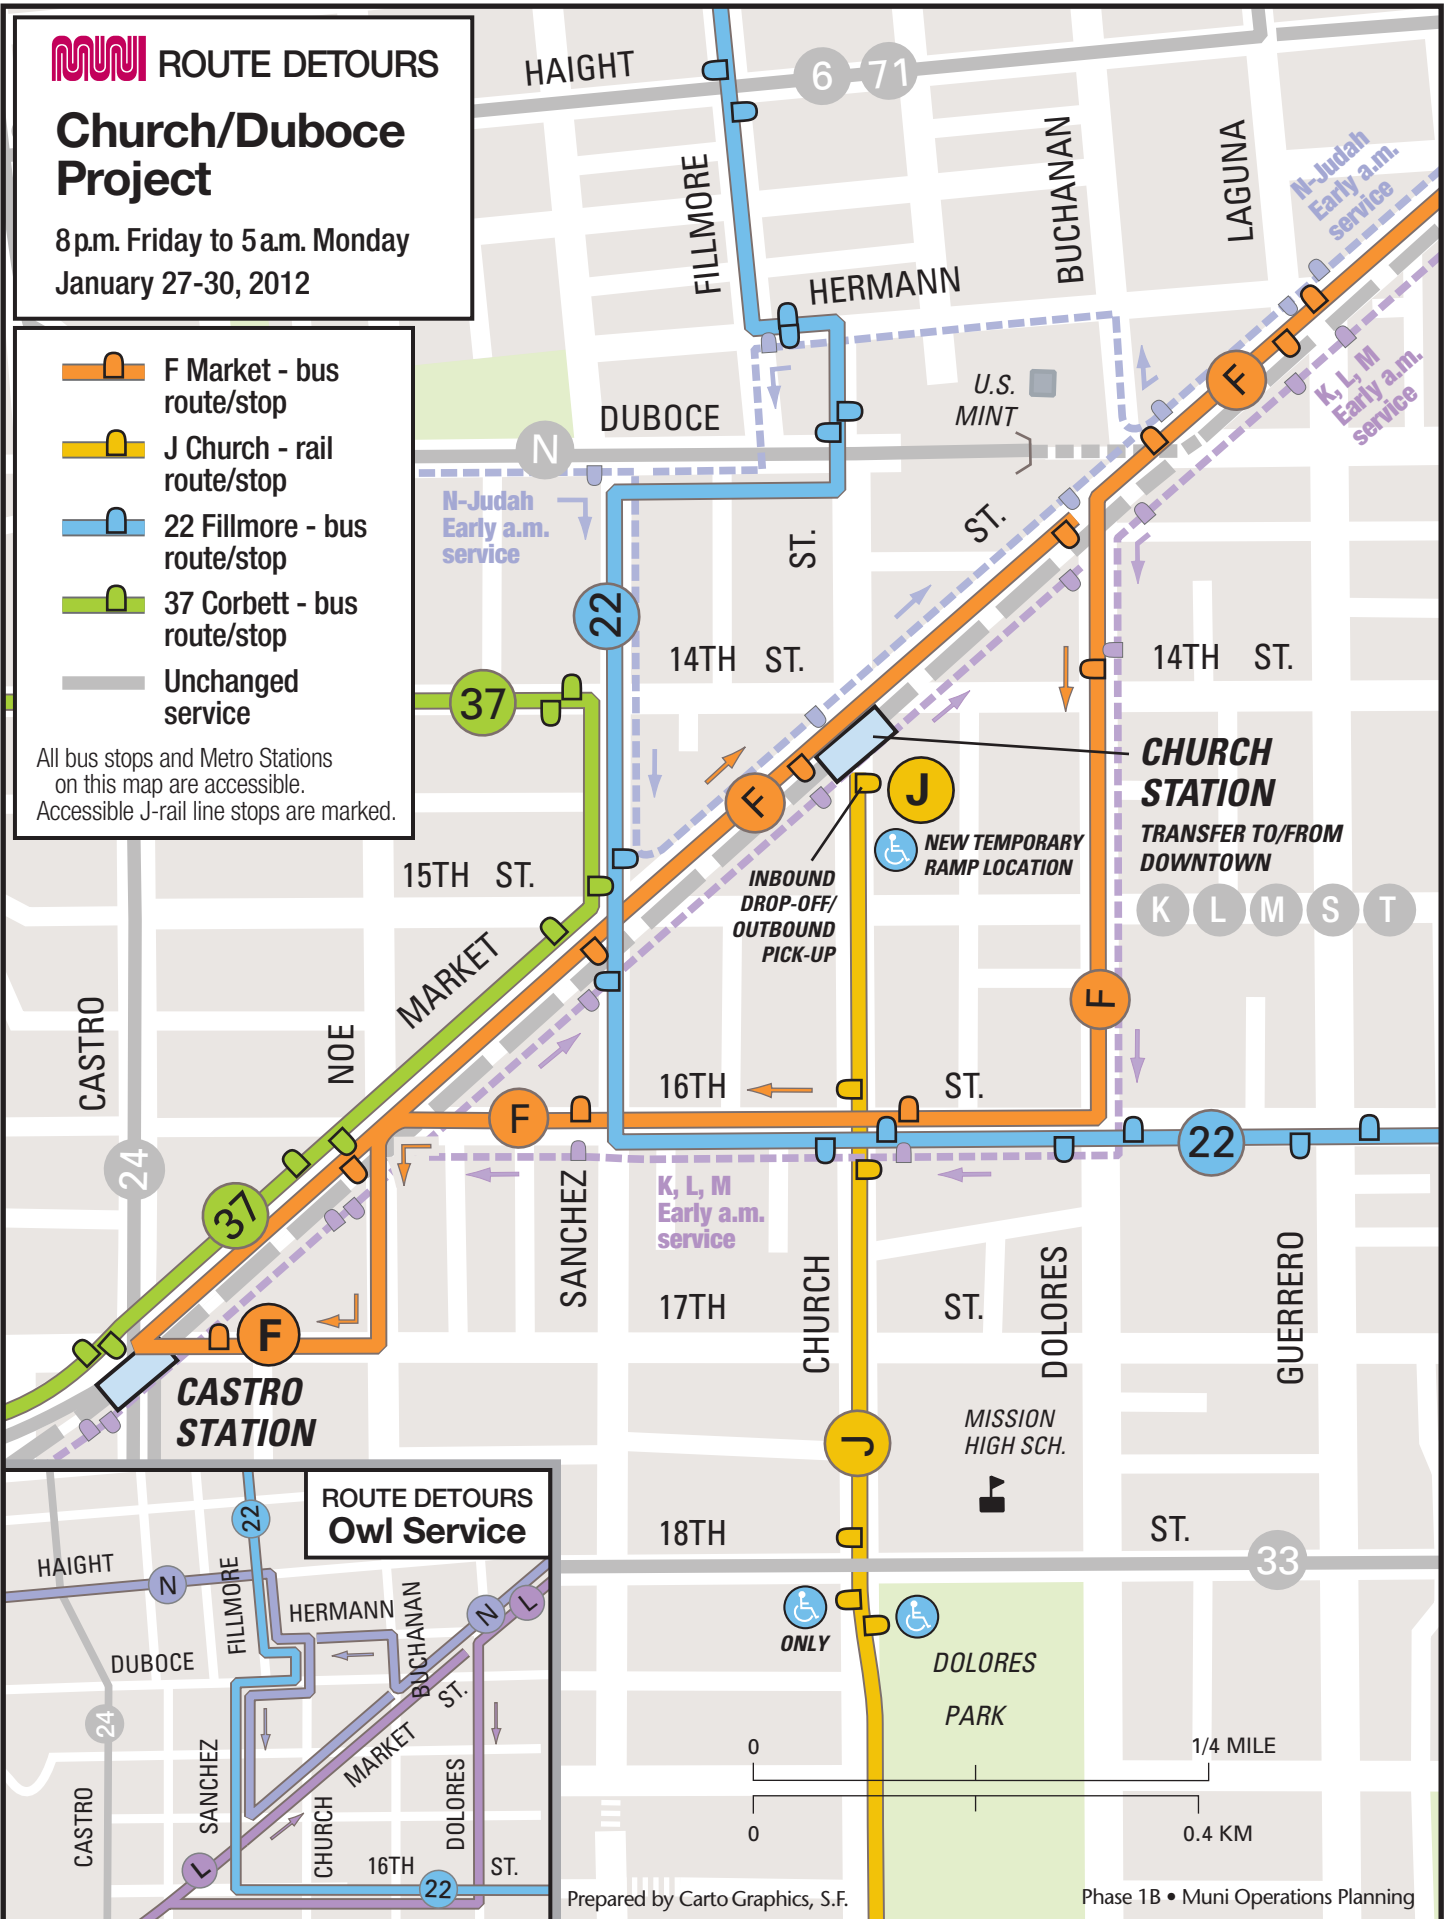 MUNI ROUTE DETOURS
Church/Duboce
Project
8 p.m. Friday to 5 a.m. Monday
January 27-30, 2012
F Market - bus
route/stop
J Church - rail
route/stop
22 Fillmore - bus
route/stop
37 Corbett - bus
route/stop
Unchanged
service
All bus stops and Metro Stations
on this map are accessible.
Accessible J-rail line stops are marked.
HAIGHT
6
71
FILLMORE
BUCHANAN
LAGUNA
N-Judah
Early a.m.
service
HERMANN
F
K, L, M
Early a.m.
service
U.S.
MINT
DUBOCE
N
N-Judah
Early a.m.
service
ST.
ST.
22
14TH ST.
14TH ST.
37
F
J
CHURCH
STATION
TRANSFER TO/FROM
DOWNTOWN
K L M S T
NEW TEMPORARY
RAMP LOCATION
INBOUND
DROP-OFF/
OUTBOUND
PICK-UP
15TH ST.
MARKET
CASTRO
NOE
F
16TH
ST.
F
24
22
K, L, M
Early a.m.
service
37
SANCHEZ
CHURCH
DOLORES
GUERRERO
17TH
ST.
F
CASTRO
STATION
J
MISSION
HIGH SCH.
18TH
ST.
33
ONLY
DOLORES
PARK
0
1/4 MILE
0
0.4 KM
Prepared by Carto Graphics, S.F.
Phase 1B • Muni Operations Planning
ROUTE DETOURS
Owl Service
22
HAIGHT
N
FILLMORE
HERMANN
BUCHANAN
N
L
DUBOCE
ST.
24
SANCHEZ
MARKET
CASTRO
CHURCH
DOLORES
L
16TH
ST.
22